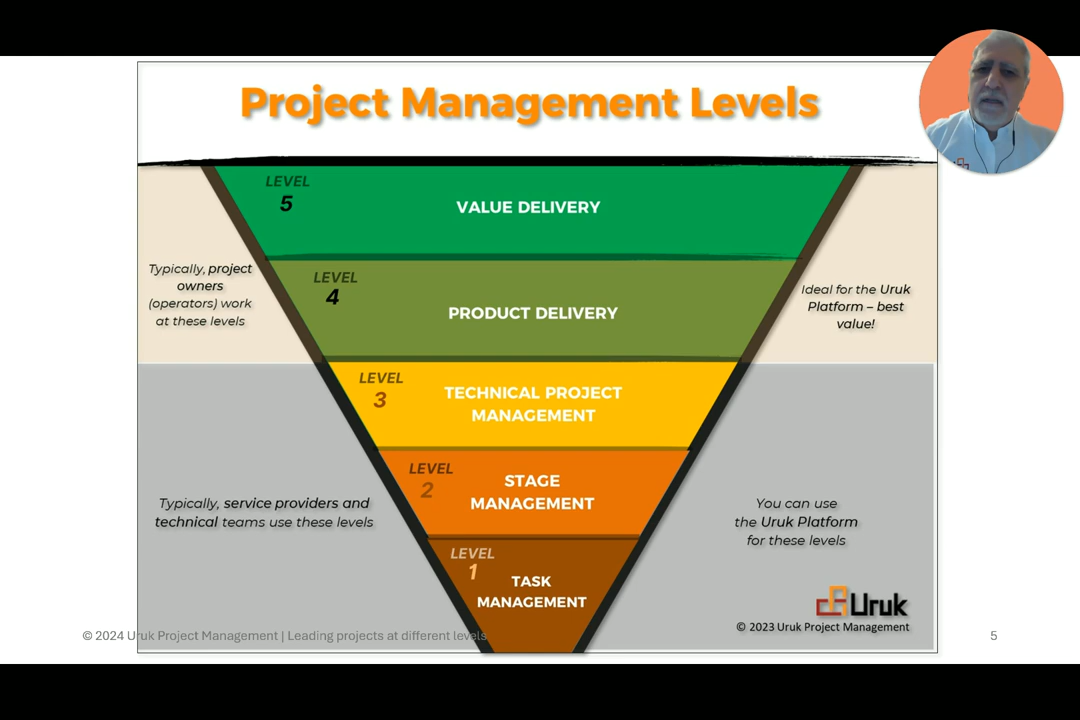 Project Management Levels
LEVEL
5
VALUE DELIVERY
LEVEL
4
PRODUCT DELIVERY
Typically, project
owners
(operators) work
at these levels
Ideal for the Uruk
Platform – best
value!
LEVEL
3
TECHNICAL PROJECT
MANAGEMENT
LEVEL
2
STAGE
MANAGEMENT
Typically, service providers and
technical teams use these levels
You can use
the Uruk Platform
for these levels
LEVEL
1
TASK
MANAGEMENT
Uruk
© 2023 Uruk Project Management
© 2024 Uruk Project Management | Leading projects at different levels
5